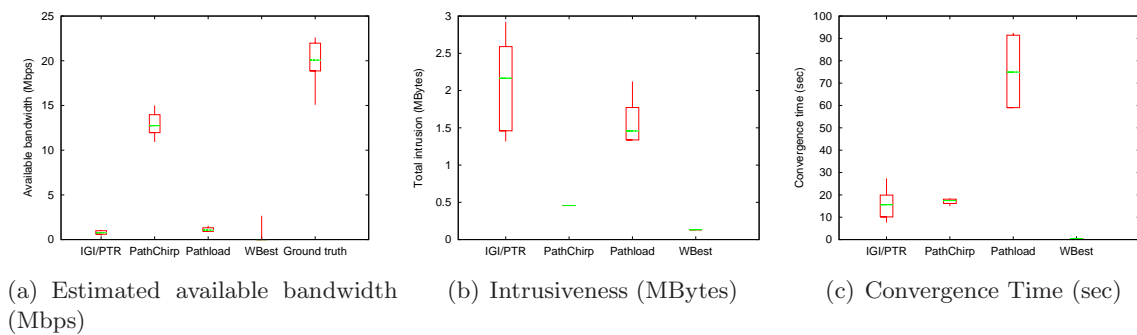 25
20
15
10
5
0
Available bandwidth (Mbps)
IGI/PTR PathChirp Pathload WBest Ground truth
3
2.5
2
1.5
1
0.5
0
Total intrusion (MBytes)
IGI/PTR PathChirp Pathload WBest
100
90
80
70
60
50
40
30
20
10
0
Convergence time (sec)
IGI/PTR PathChirp Pathload WBest
(a) Estimated available bandwidth
(Mbps)
(b) Intrusiveness (MBytes)
(c) Convergence Time (sec)